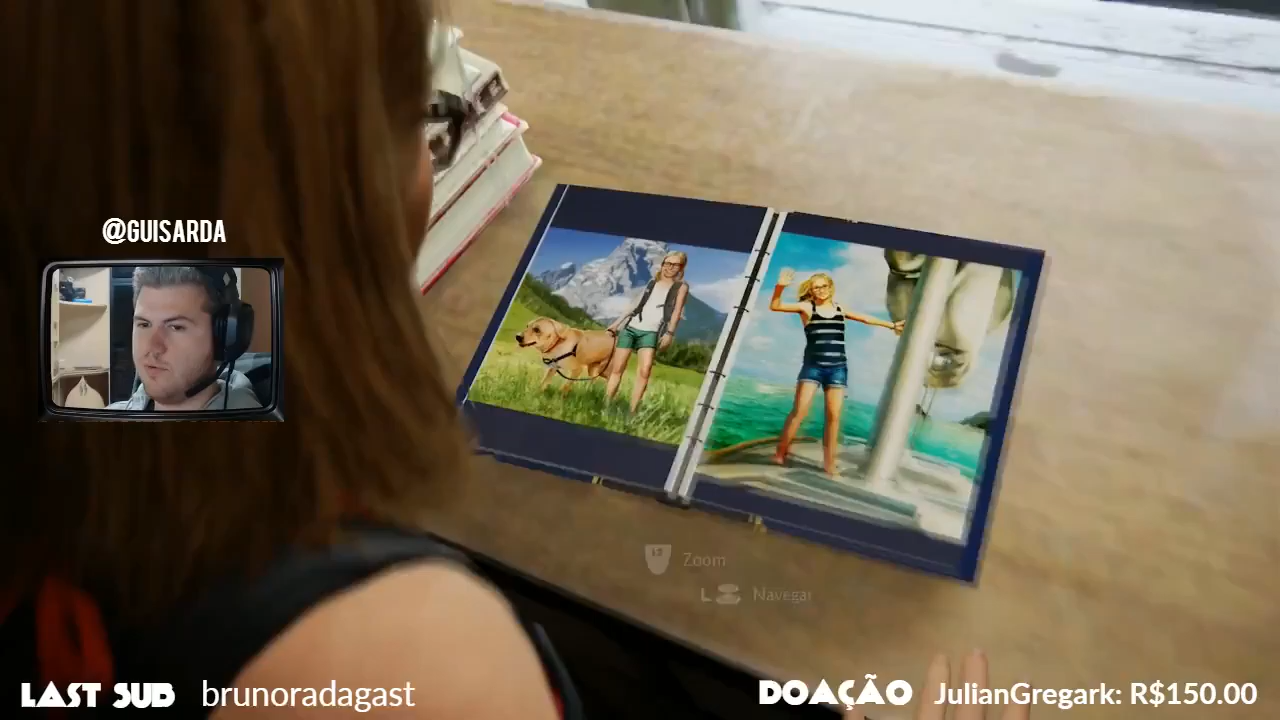 @GUISARDA
Zoom
L Navegar
LAST SUB brunoradagast
DOAÇÃO JulianGregark: R$150.00